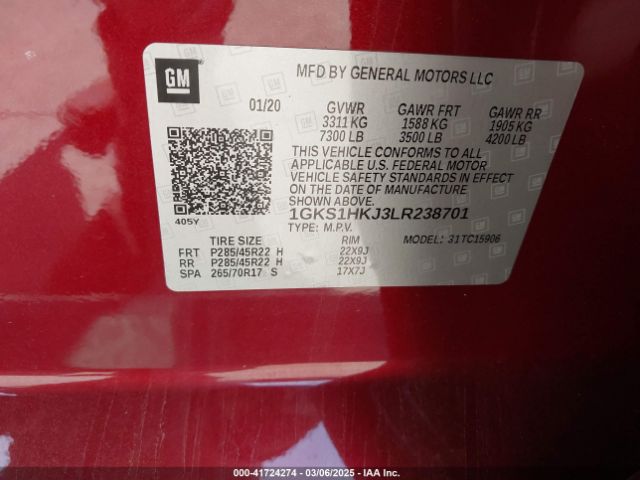 GM
MFD BY GENERAL MOTORS LLC
01/20 GVWR GAWR FRT GAWR RR
3311 KG 1588 KG 1905 KG
7300 LB 3500 LB 4200 LB
THIS VEHICLE CONFORMS TO ALL
APPLICABLE U.S. FEDERAL MOTOR
VEHICLE SAFETY STANDARDS IN EFFECT
ON THE DATE OF MANUFACTURE
405Y 1GKS1HKJ3LR238701
TYPE: M.P.V. MODEL: 31TC15906
TIRE SIZE RIM
FRT P285/45R22 H 22X9J
RR P285/45R22 H 22X9J
SPA 265/70R17 S 17X7J
000-41724274 — 03/06/2025 — IAA Inc.